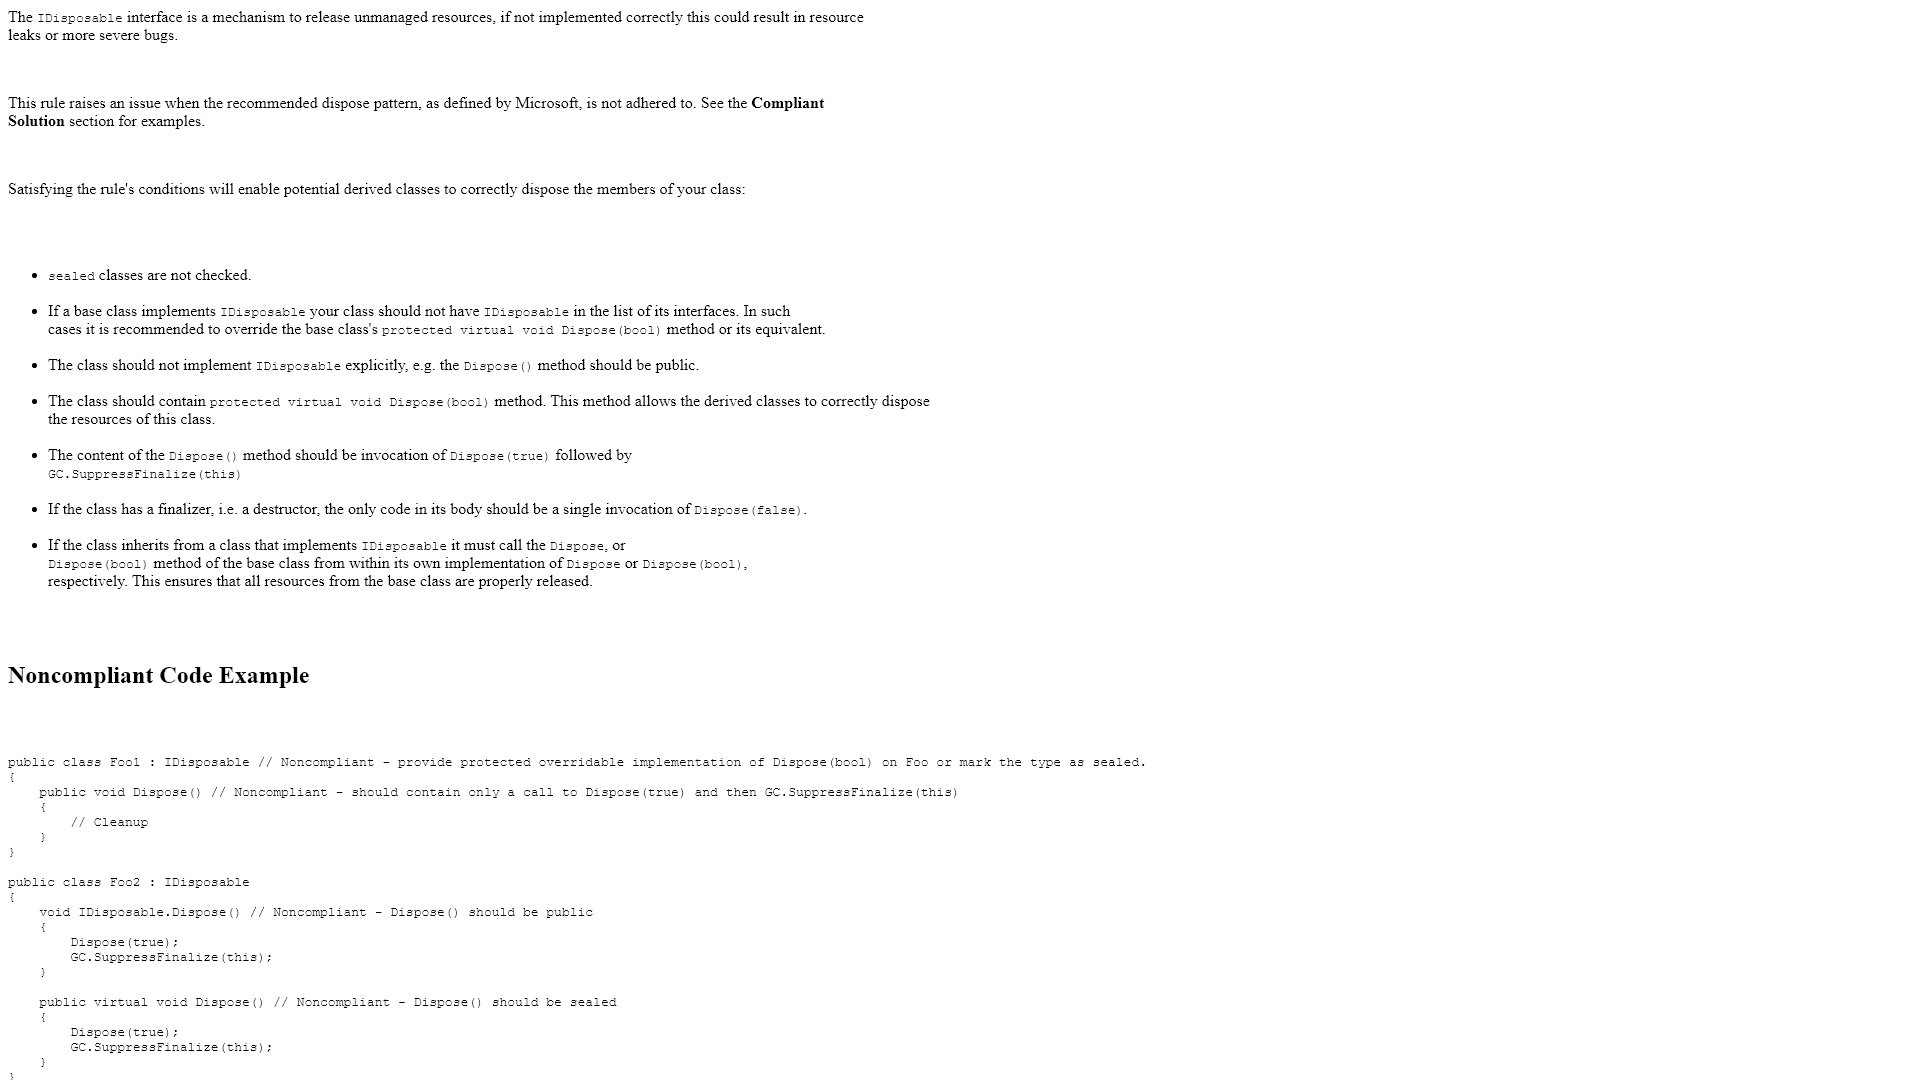 The IDisposable interface is a mechanism to release unmanaged resources, if not implemented correctly this could result in resource
leaks or more severe bugs.
This rule raises an issue when the recommended dispose pattern, as defined by Microsoft, is not adhered to. See the Compliant
Solution section for examples.
Satisfying the rule's conditions will enable potential derived classes to correctly dispose the members of your class:
• sealed classes are not checked.
• If a base class implements IDisposable your class should not have IDisposable in the list of its interfaces. In such
cases it is recommended to override the base class's protected virtual void Dispose(bool) method or its equivalent.
• The class should not implement IDisposable explicitly, e.g. the Dispose() method should be public.
• The class should contain protected virtual void Dispose(bool) method. This method allows the derived classes to correctly dispose
the resources of this class.
• The content of the Dispose() method should be invocation of Dispose(true) followed by
GC.SuppressFinalize(this)
• If the class has a finalizer, i.e. a destructor, the only code in its body should be a single invocation of Dispose(false).
• If the class inherits from a class that implements IDisposable it must call the Dispose, or
Dispose(bool) method of the base class from within its own implementation of Dispose or Dispose(bool),
respectively. This ensures that all resources from the base class are properly released.
Noncompliant Code Example
public class Foo1 : IDisposable // Noncompliant - provide protected overridable implementation of Dispose(bool) on Foo or mark the type as sealed.
{
    public void Dispose() // Noncompliant - should contain only a call to Dispose(true) and then GC.SuppressFinalize(this)
    {
        // Cleanup
    }
}
public class Foo2 : IDisposable
{
    void IDisposable.Dispose() // Noncompliant - Dispose() should be public
    {
        Dispose(true);
        GC.SuppressFinalize(this);
    }
    public virtual void Dispose() // Noncompliant - Dispose() should be sealed
    {
        Dispose(true);
        GC.SuppressFinalize(this);
    }
}